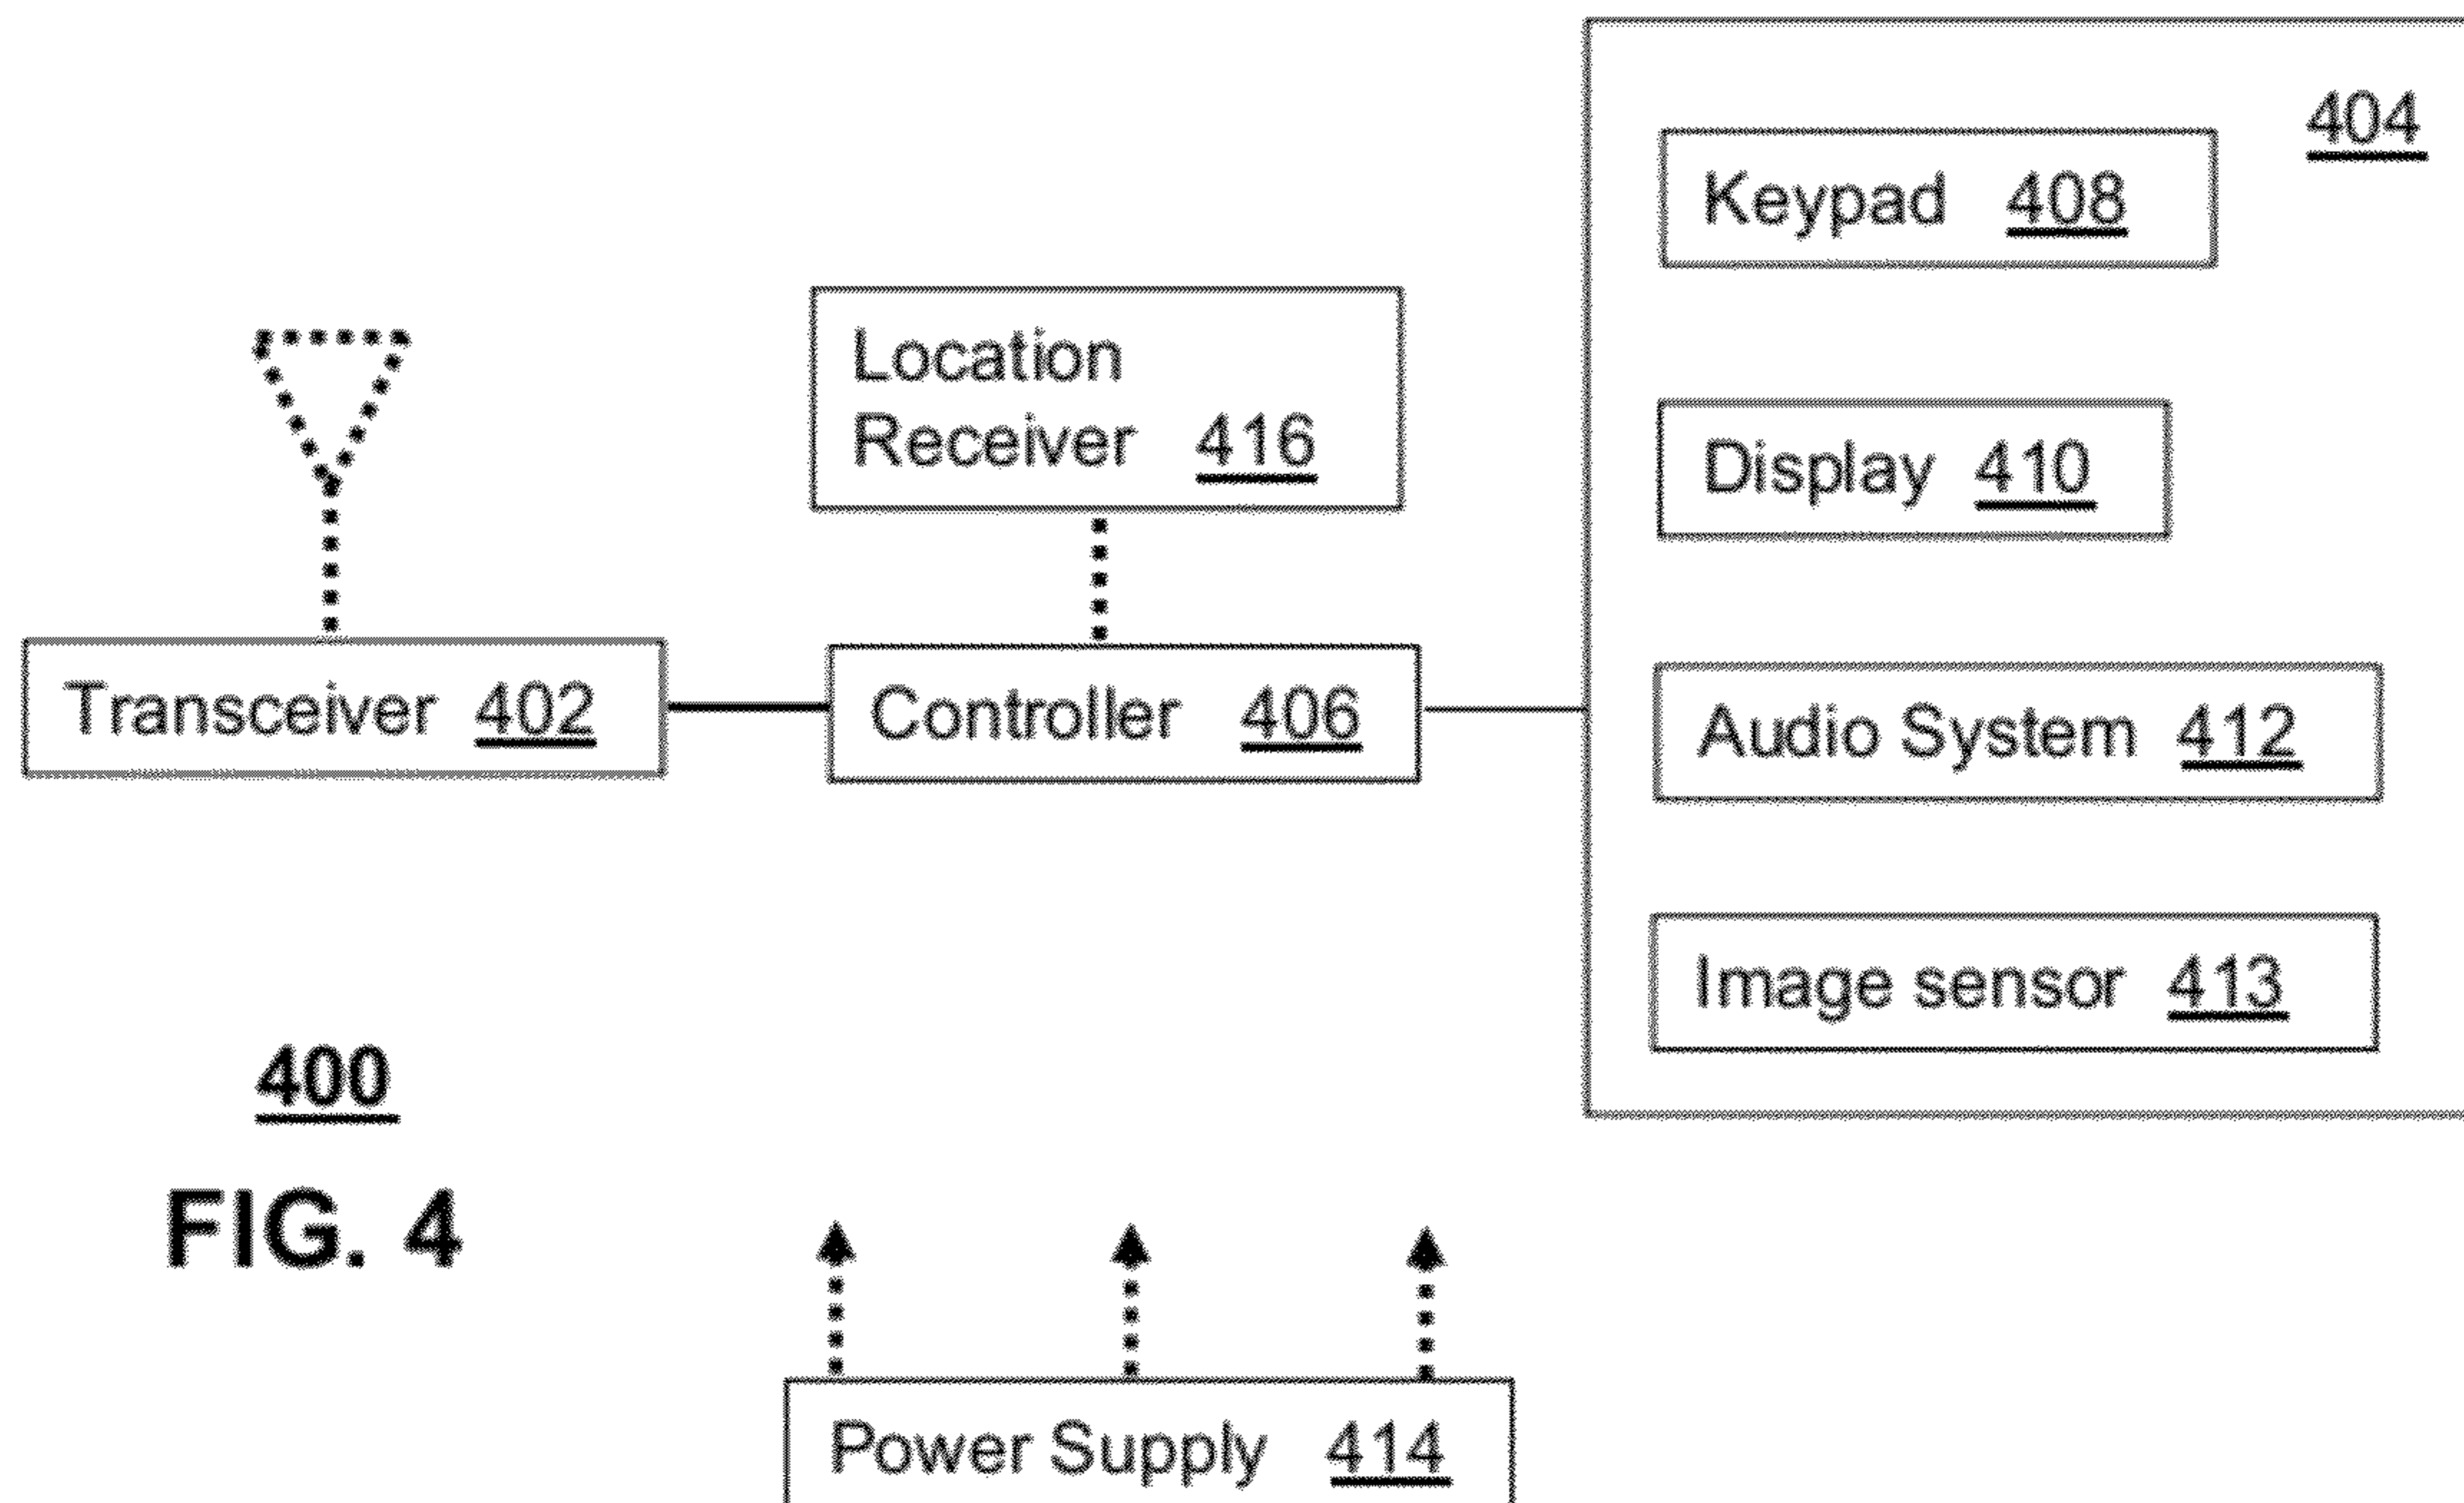 404
Keypad 408
Location
Receiver 416
Display 410
Transceiver 402
Controller 406
Audio System 412
Image sensor 413
400
FIG. 4
Power Supply 414